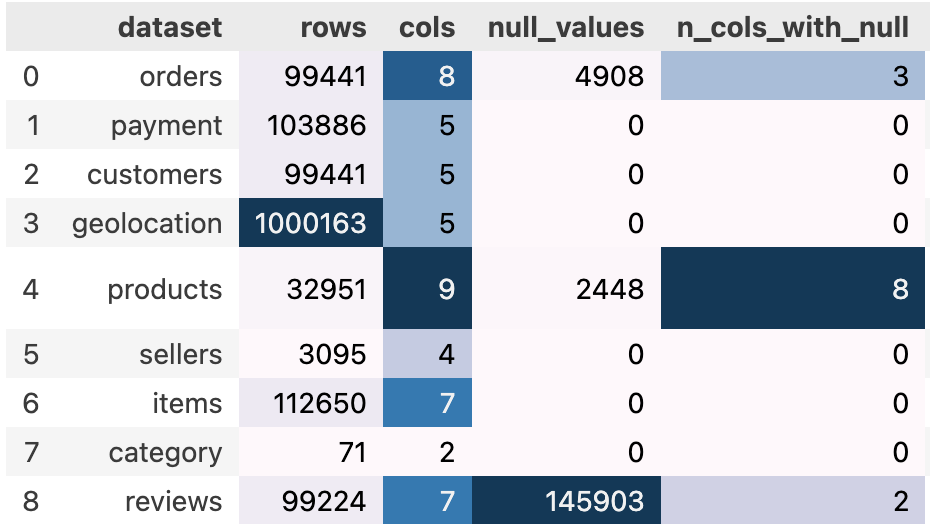 dataset rows cols null_values n_cols_with_null
0 orders 99441 8 4908 3
1 payment 103886 5 0 0
2 customers 99441 5 0 0
3 geolocation 1000163 5 0 0
4 products 32951 9 2448 8
5 sellers 3095 4 0 0
6 items 112650 7 0 0
7 category 71 2 0 0
8 reviews 99224 7 145903 2